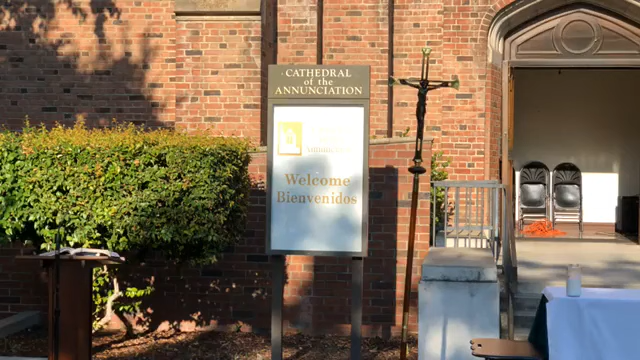 CATHEDRAL
of the
ANNUNCIATION
Welcome
Bienvenidos